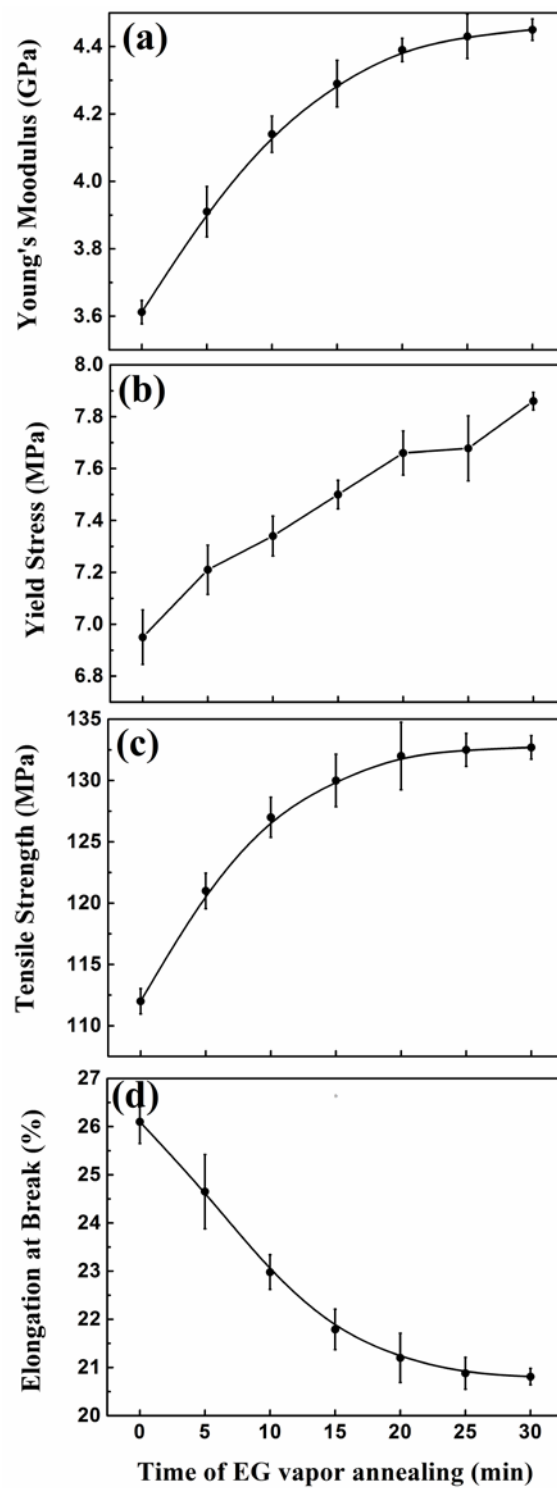 (a)
Young's Moodulus (GPa)
4.4
4.2
4.0
3.8
3.6
(b)
Yield Stress (MPa)
8.0
7.8
7.6
7.4
7.2
7.0
6.8
(c)
Tensile Strength (MPa)
135
130
125
120
115
110
(d)
Elongation at Break (%)
27
26
25
24
23
22
21
20
0 5 10 15 20 25 30
Time of EG vapor annealing (min)